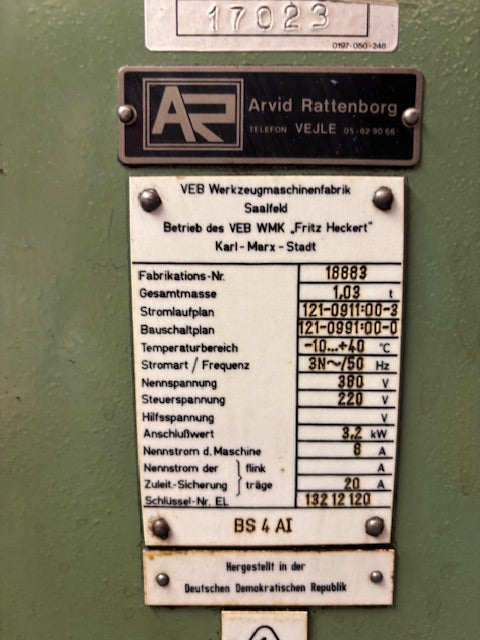 17023
0197-050-248
AR
Arvid Rattenborg
TELEFON VEJLE 05-82 90 66
VEB Werkzeugmaschinenfabrik
Saalfeld
Betrieb des VEB WMK „Fritz Heckert"
Karl-Marx-Stadt
Fabrikations-Nr. 18883
Gesamtmasse 1,03 t
Stromlaufplan 121-0911:00-3
Bauschaltplan 121-0991:00-0
Temperaturbereich -10...+40 °C
Stromart / Frequenz 3N~/50 Hz
Nennspannung 380 V
Steuerspannung 220 V
Hilfsspannung V
Anschlußwert 3,2 kW
Nennstrom d. Maschine 8 A
Nennstrom der } flink A
Zuleit.-Sicherung } träge 20 A
Schlüssel-Nr. EL 132 12 120
BS 4 AI
Hergestellt in der
Deutschen Demokratischen Republik